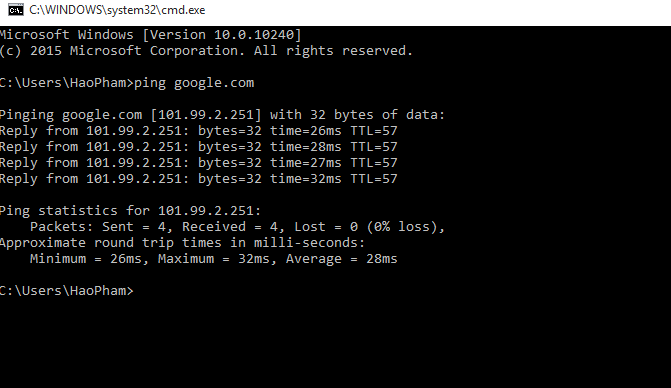 C:\WINDOWS\system32\cmd.exe
Microsoft Windows [Version 10.0.10240]
(c) 2015 Microsoft Corporation. All rights reserved.
C:\Users\HaoPham>ping google.com
Pinging google.com [101.99.2.251] with 32 bytes of data:
Reply from 101.99.2.251: bytes=32 time=26ms TTL=57
Reply from 101.99.2.251: bytes=32 time=28ms TTL=57
Reply from 101.99.2.251: bytes=32 time=27ms TTL=57
Reply from 101.99.2.251: bytes=32 time=32ms TTL=57
Ping statistics for 101.99.2.251:
    Packets: Sent = 4, Received = 4, Lost = 0 (0% loss),
Approximate round trip times in milli-seconds:
    Minimum = 26ms, Maximum = 32ms, Average = 28ms
C:\Users\HaoPham>